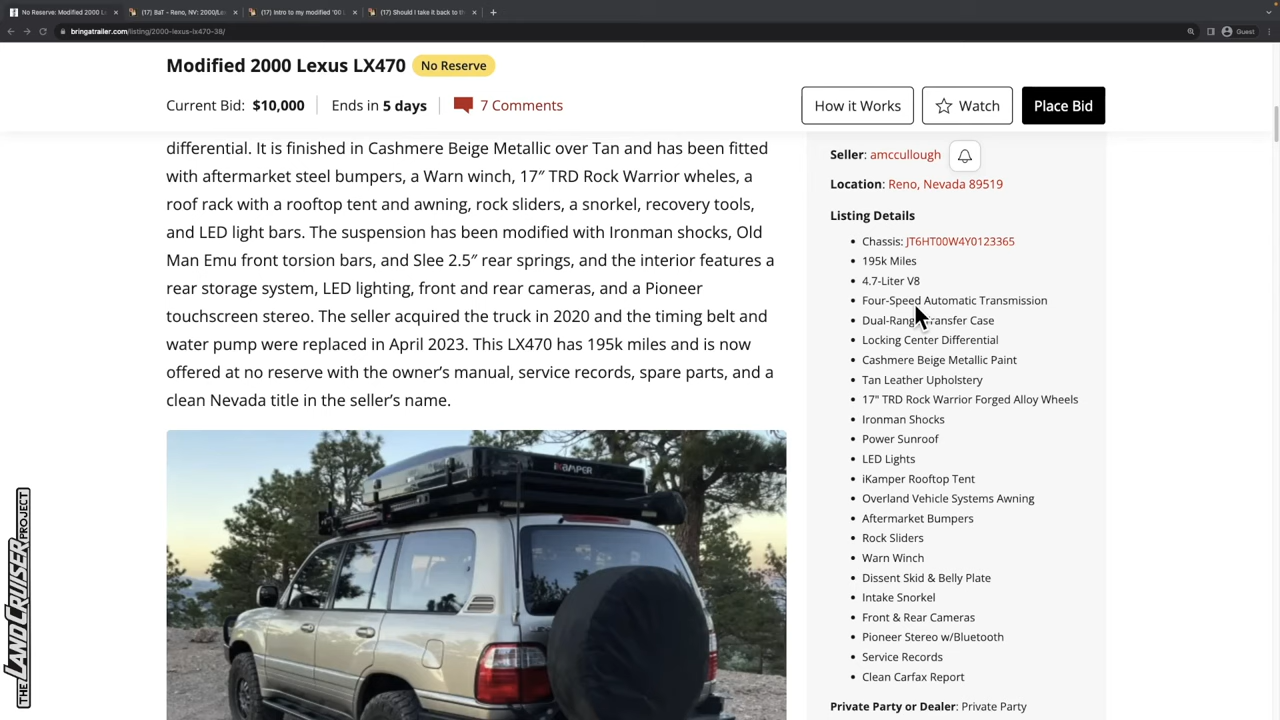 No Reserve: Modified 2000 L
(17) BaT - Reno, NV: 2000/Le
(17) Intro to my modified '00
(17) Should I take it back to th
bringatrailer.com/listing/2000-lexus-lx470-38/
Guest
Modified 2000 Lexus LX470
No Reserve
Current Bid: $10,000
Ends in 5 days
7 Comments
How it Works
Watch
Place Bid
differential. It is finished in Cashmere Beige Metallic over Tan and has been fitted
with aftermarket steel bumpers, a Warn winch, 17″ TRD Rock Warrior wheles, a
roof rack with a rooftop tent and awning, rock sliders, a snorkel, recovery tools,
and LED light bars. The suspension has been modified with Ironman shocks, Old
Man Emu front torsion bars, and Slee 2.5″ rear springs, and the interior features a
rear storage system, LED lighting, front and rear cameras, and a Pioneer
touchscreen stereo. The seller acquired the truck in 2020 and the timing belt and
water pump were replaced in April 2023. This LX470 has 195k miles and is now
offered at no reserve with the owner’s manual, service records, spare parts, and a
clean Nevada title in the seller’s name.
iKAMPER
Seller: amccullough
Location: Reno, Nevada 89519
Listing Details
Chassis: JT6HT00W4Y0123365
195k Miles
4.7-Liter V8
Four-Speed Automatic Transmission
Dual-Range Transfer Case
Locking Center Differential
Cashmere Beige Metallic Paint
Tan Leather Upholstery
17" TRD Rock Warrior Forged Alloy Wheels
Ironman Shocks
Power Sunroof
LED Lights
iKamper Rooftop Tent
Overland Vehicle Systems Awning
Aftermarket Bumpers
Rock Sliders
Warn Winch
Dissent Skid & Belly Plate
Intake Snorkel
Front & Rear Cameras
Pioneer Stereo w/Bluetooth
Service Records
Clean Carfax Report
Private Party or Dealer: Private Party
THE LAND CRUISER PROJECT